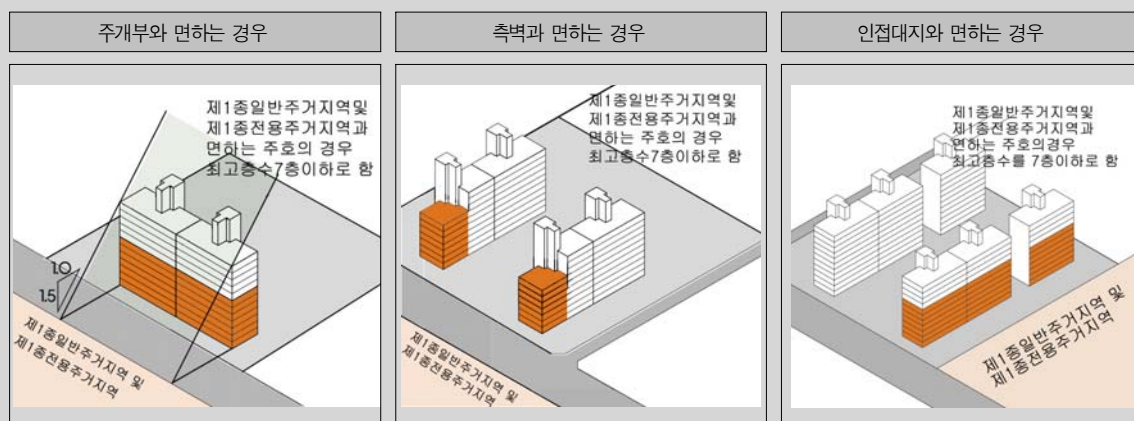 주개부와 면하는 경우
측벽과 면하는 경우
인접대지와 면하는 경우
제1종일반주거지역및
제1종전용주거지역과
면하는 주호의 경우
최고층수7층이하로 함
1.0
1.5
제1종일반주거지역 및
제1종전용주거지역
제1종일반주거지역및
제1종전용주거지역과
면하는 주호의 경우
최고층수7층이하로 함
제1종일반주거지역 및
제1종전용주거지역
제1종일반주거지역및
제1종전용주거지역과
면하는 주호의경우
최고층수를 7층이하로 함
제1종일반주거지역 및
제1종전용주거지역